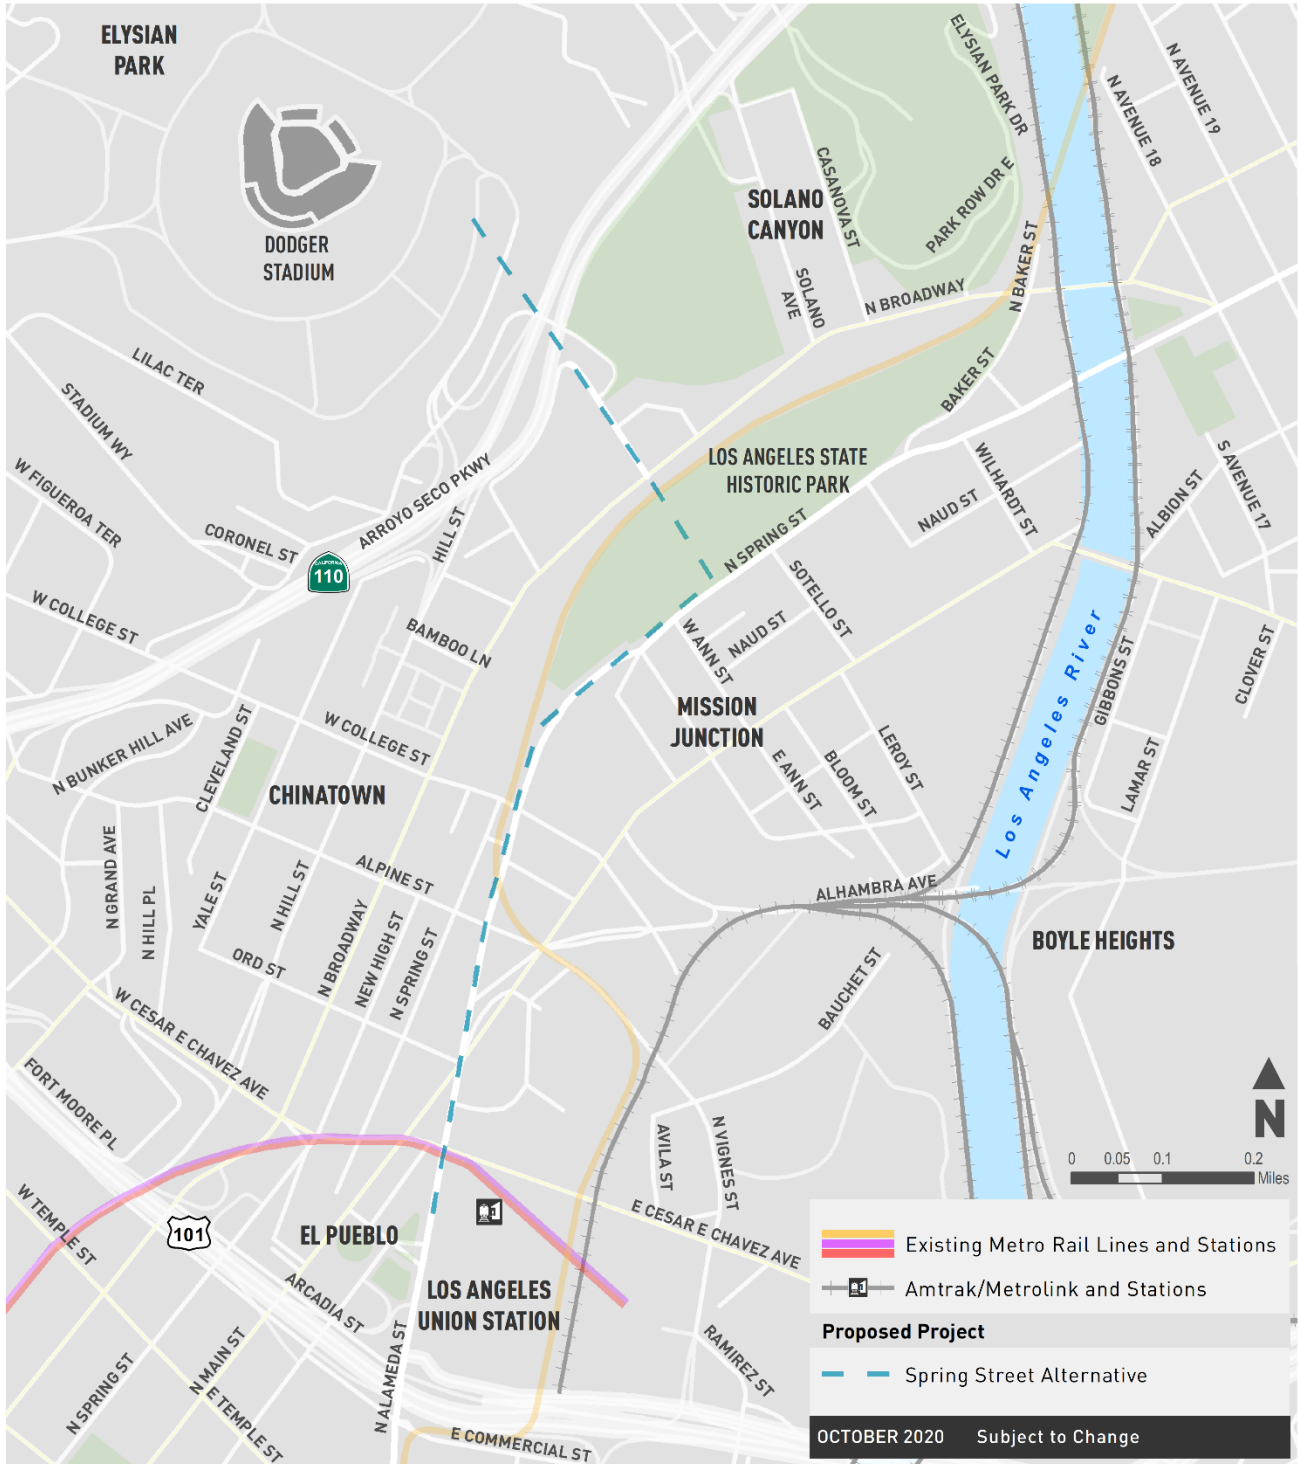 ELYSIAN
PARK
ELYSIAN PARK DR
N AVENUE 19
N AVENUE 18
CASANOVA ST
SOLANO
CANYON
PARK ROW DR E
DODGER
STADIUM
SOLANO
AVE
N BROADWAY
N BAKER ST
LILAC TER
STADIUM WY
BAKER ST
W FIGUEROA TER
ARROYO SECO PKWY
LOS ANGELES STATE
HISTORIC PARK
WILHARDT ST
S AVENUE 17
NAUD ST
ALBION ST
CORONEL ST
HILL ST
N SPRING ST
CALIFORNIA
110
SOTELLO ST
W COLLEGE ST
BAMBOO LN
W ANN ST
NAUD ST
Los Angeles River
GIBBONS ST
CLOVER ST
MISSION
JUNCTION
N BUNKER HILL AVE
CLEVELAND ST
W COLLEGE ST
E ANN ST
BLOOM ST
LEROY ST
LAMAR ST
CHINATOWN
N GRAND AVE
N HILL PL
YALE ST
N HILL ST
ALPINE ST
ALHAMBRA AVE
ORD ST
N BROADWAY
NEW HIGH ST
N SPRING ST
BOYLE HEIGHTS
BAUCHET ST
W CESAR E CHAVEZ AVE
FORT MOORE PL
AVILA ST
N VIGNES ST
N
0 0.05 0.1 0.2
Miles
W TEMPLE ST
101
EL PUEBLO
E CESAR E CHAVEZ AVE
ARCADIA ST
LOS ANGELES
UNION STATION
N ALAMEDA ST
RAMIREZ ST
N SPRING ST
N MAIN ST
E TEMPLE ST
E COMMERCIAL ST
Existing Metro Rail Lines and Stations
Amtrak/Metrolink and Stations
Proposed Project
Spring Street Alternative
OCTOBER 2020 Subject to Change